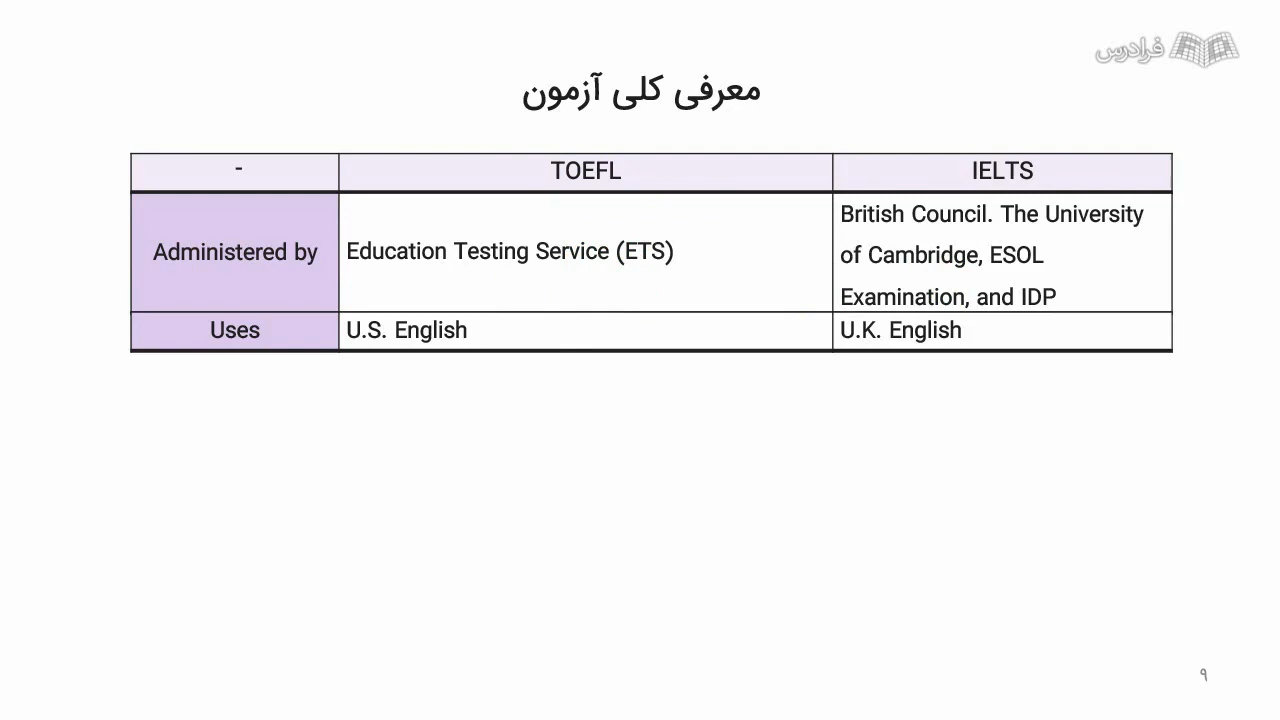 فرادرس
معرفی کلی آزمون
- TOEFL IELTS
Administered by Education Testing Service (ETS) British Council. The University
of Cambridge, ESOL
Examination, and IDP
Uses U.S. English U.K. English
۹